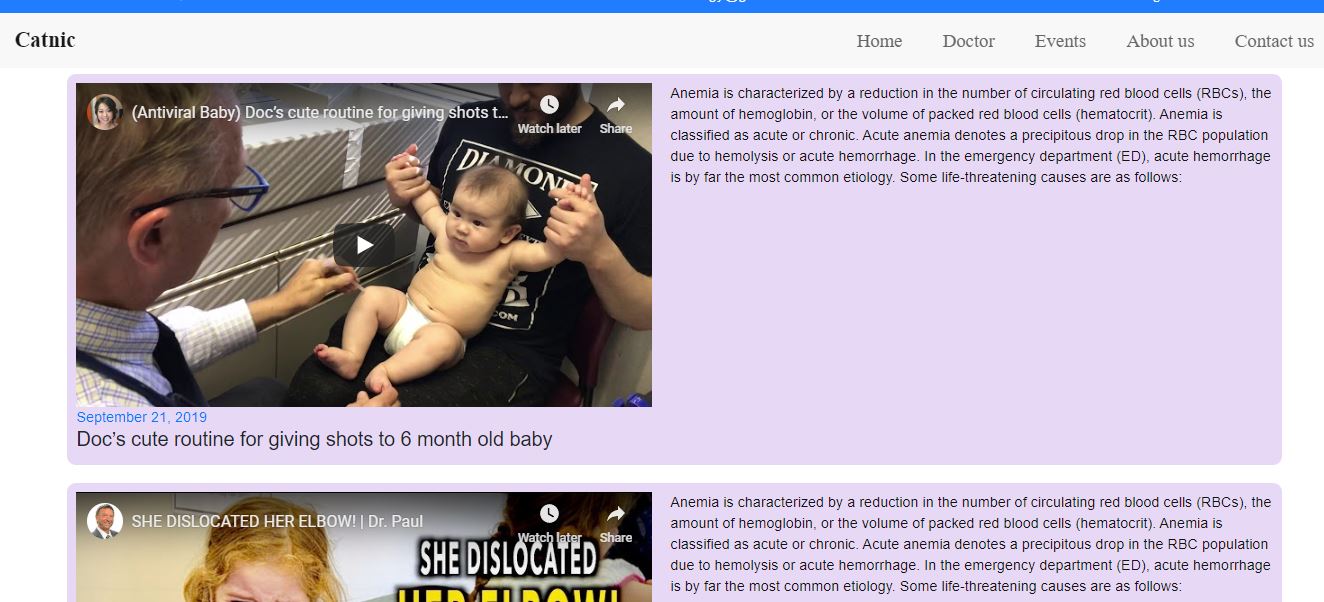 Catnic
Home Doctor Events About us Contact us
(Antiviral Baby) Doc’s cute routine for giving shots t...
Watch later Share
DIAMON
.COM
September 21, 2019
Doc’s cute routine for giving shots to 6 month old baby
Anemia is characterized by a reduction in the number of circulating red blood cells (RBCs), the
amount of hemoglobin, or the volume of packed red blood cells (hematocrit). Anemia is
classified as acute or chronic. Acute anemia denotes a precipitous drop in the RBC population
due to hemolysis or acute hemorrhage. In the emergency department (ED), acute hemorrhage
is by far the most common etiology. Some life-threatening causes are as follows:
SHE DISLOCATED HER ELBOW! | Dr. Paul
Watch later Share
SHE DISLOCATED
HER ELBOW!
Anemia is characterized by a reduction in the number of circulating red blood cells (RBCs), the
amount of hemoglobin, or the volume of packed red blood cells (hematocrit). Anemia is
classified as acute or chronic. Acute anemia denotes a precipitous drop in the RBC population
due to hemolysis or acute hemorrhage. In the emergency department (ED), acute hemorrhage
is by far the most common etiology. Some life-threatening causes are as follows: